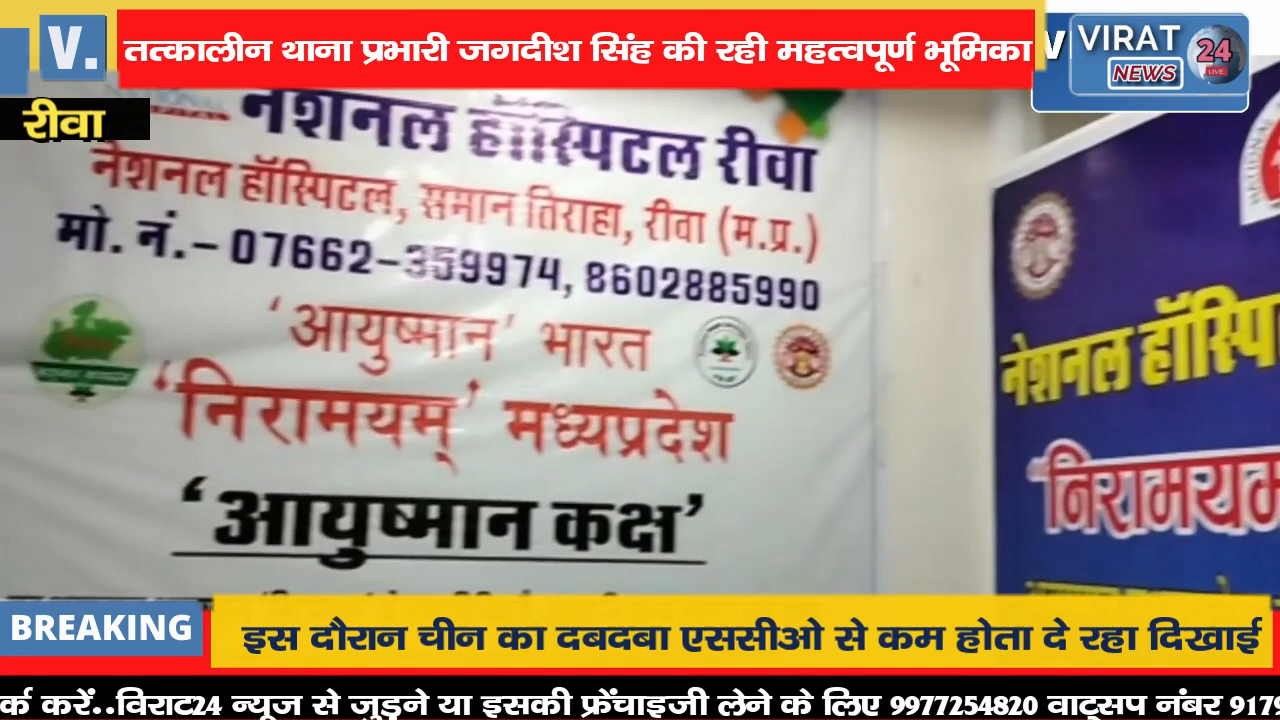 V.
तत्कालीन थाना प्रभारी जगदीश सिंह की रही महत्वपूर्ण भूमिका
V
VIRAT
24
LIVE
NEWS
रीवा
नेशनल हॉस्पिटल रीवा
नेशनल हॉस्पिटल, समान तिराहा, रीवा (म.प्र.)
मो. नं.– 07662-359974, 8602885990
'आयुष्मान' भारत
'निरामयम्' मध्यप्रदेश
'आयुष्मान कक्ष'
नेशनल हॉस्पि
"निरामयम
BREAKING
इस दौरान चीन का दबदबा एससीओ से कम होता दे रहा दिखाई
र्क करें..विराट24 न्यूज से जुड़ने या इसकी फ्रेंचाइजी लेने के लिए 9977254820 वाट्सप नंबर 9179